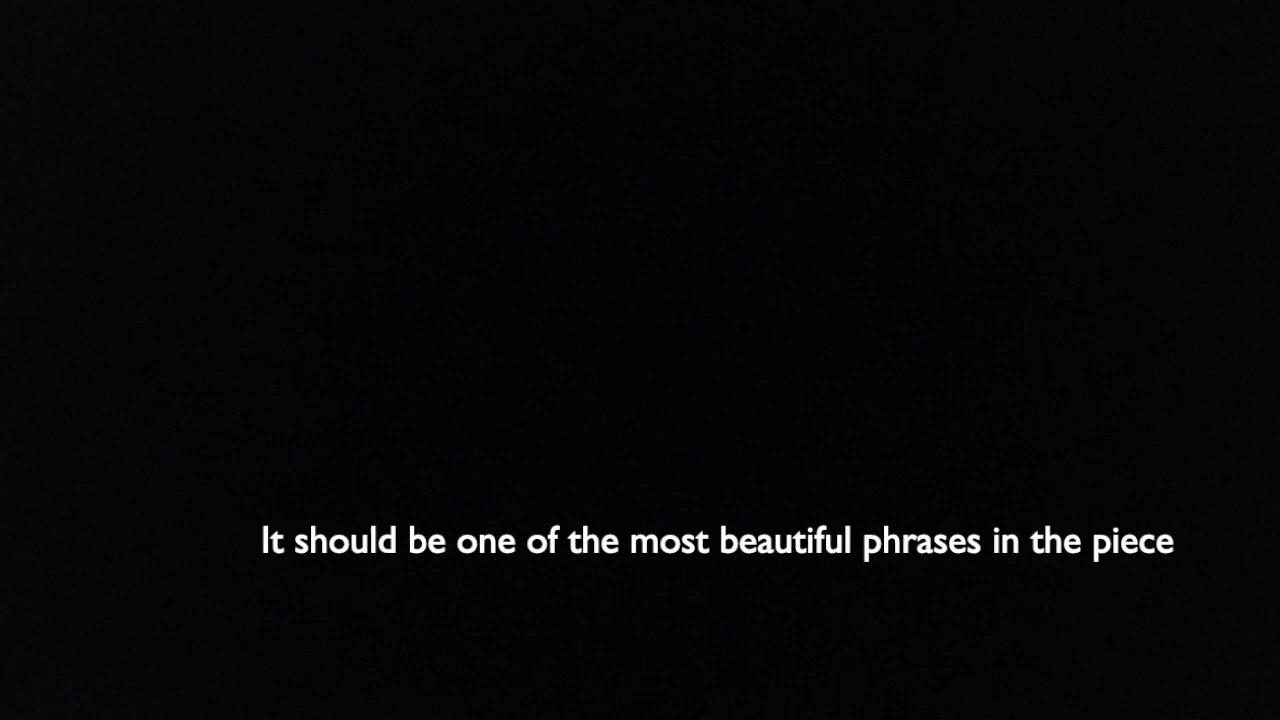 It should be one of the most beautiful phrases in the piece